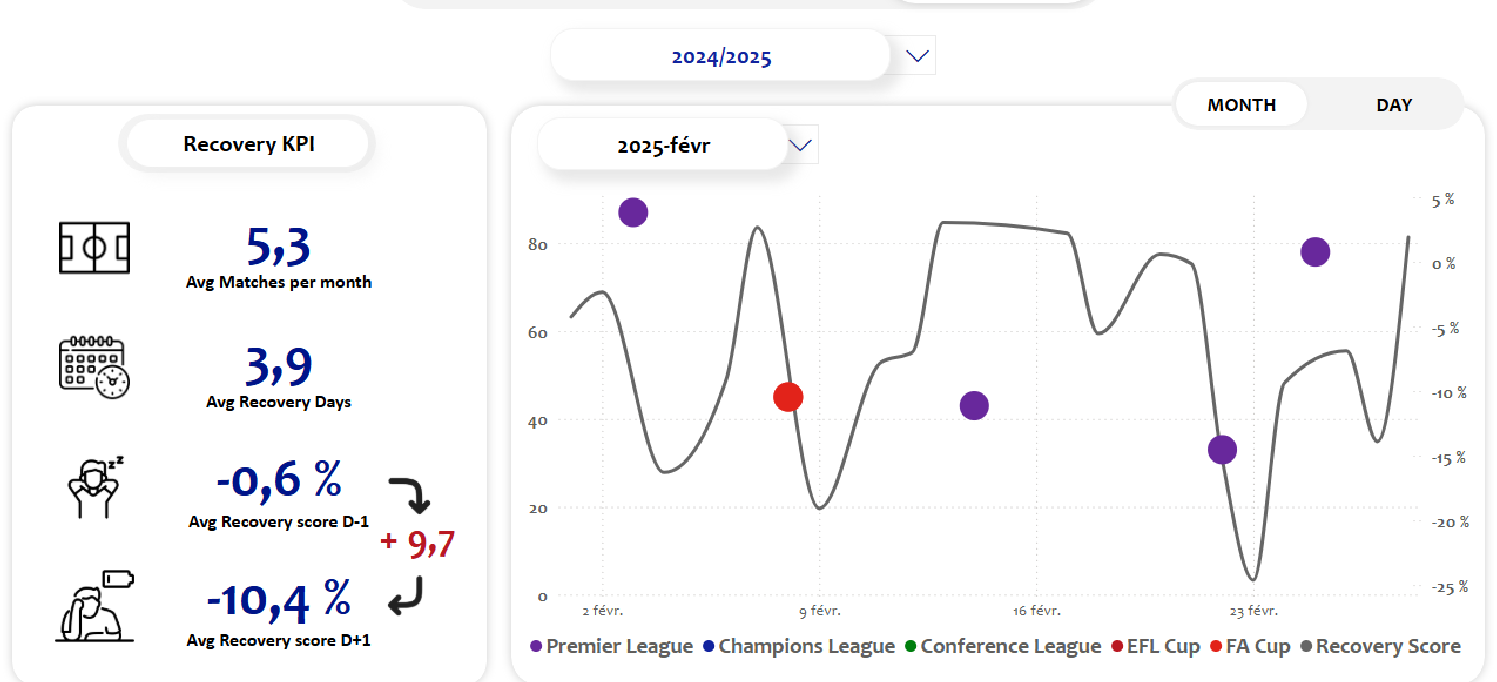 2024/2025
MONTH
DAY
Recovery KPI
2025-févr
5,3
Avg Matches per month
3,9
Avg Recovery Days
z z z
-0,6 %
Avg Recovery score D-1
+ 9,7
-10,4 %
Avg Recovery score D+1
80
60
40
20
0
5 %
0 %
-5 %
-10 %
-15 %
-20 %
-25 %
2 févr.
9 févr.
16 févr.
23 févr.
Premier League Champions League Conference League EFL Cup FA Cup Recovery Score